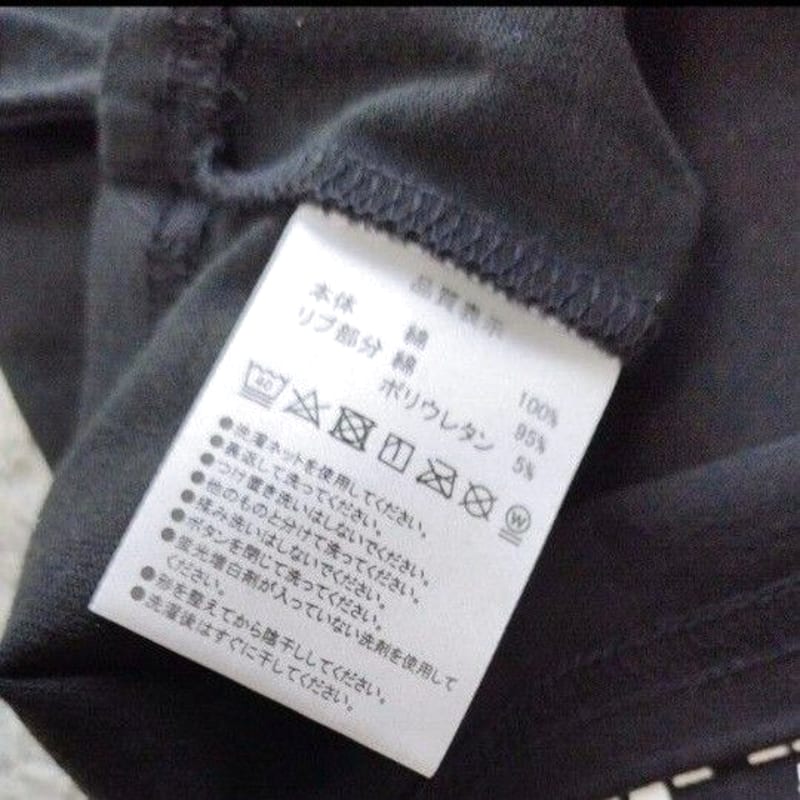 品質表示
本体 綿 100%
リブ部分 綿 95%
ポリウレタン 5%
40
W
●洗濯ネットを使用してください。
●裏返して洗ってください。
●つけ置き洗いはしないでください。
●他のものと分けて洗ってください。
●揉み洗いはしないでください。
●ボタンを閉じて洗ってください。
●蛍光増白剤が入っていない洗剤を使用して
ください。
●形を整えてから陰干ししてください。
●洗濯後はすぐに干してください。